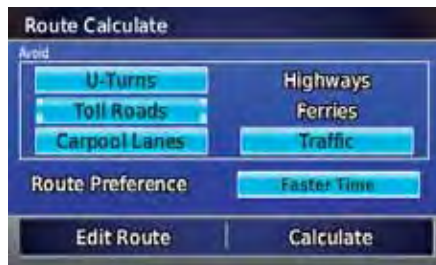 Route Calculate
Avoid
U-Turns Highways
Toll Roads Ferries
Carpool Lanes Traffic
Route Preference Faster Time
Edit Route Calculate